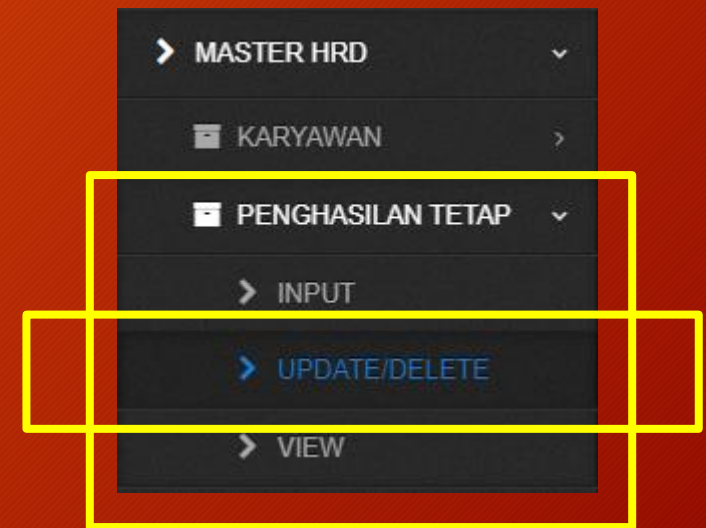 MASTER HRD
KARYAWAN
PENGHASILAN TETAP
INPUT
UPDATE/DELETE
VIEW